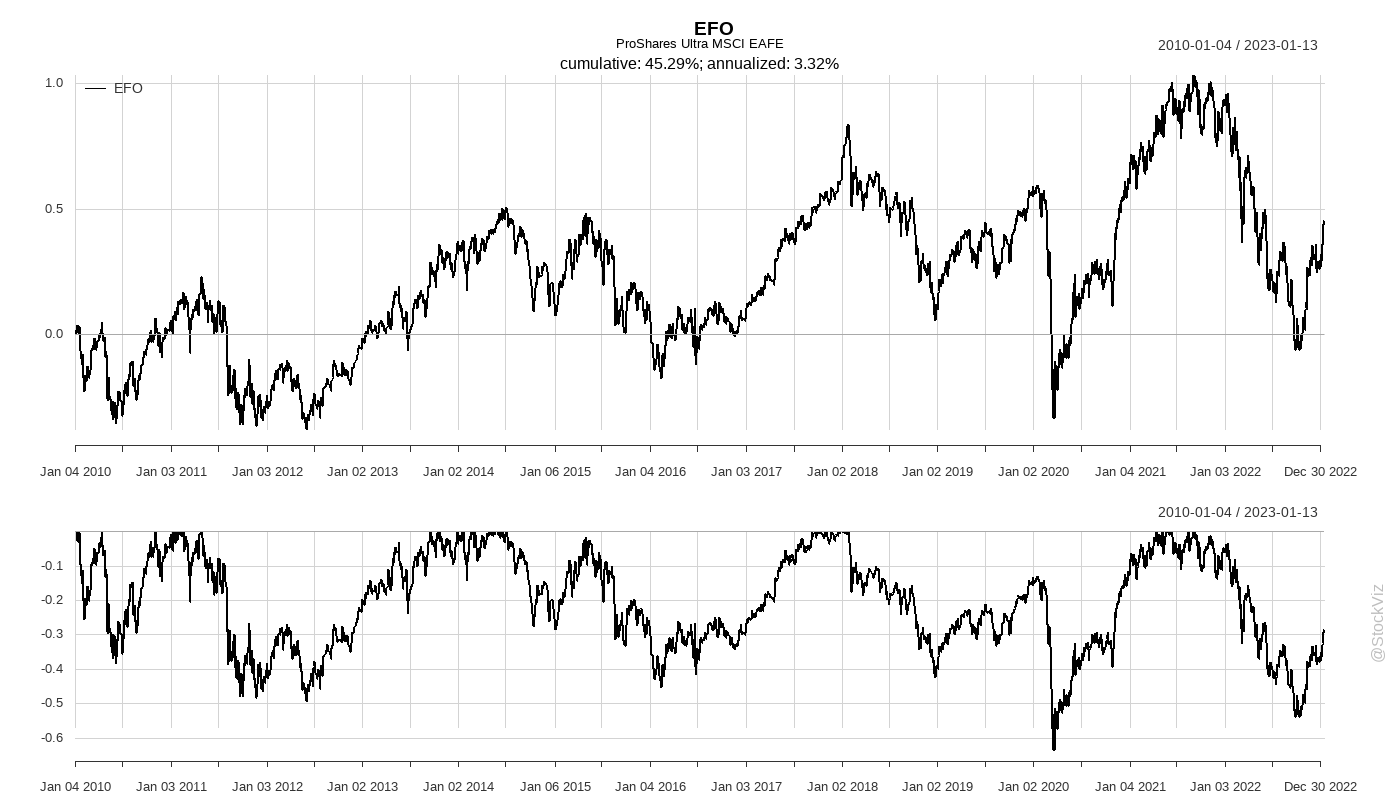 EFO
ProShares Ultra MSCI EAFE
2010-01-04 / 2023-01-13
cumulative: 45.29%; annualized: 3.32%
EFO
1.0
0.5
0.0
Jan 04 2010 Jan 03 2011 Jan 03 2012 Jan 02 2013 Jan 02 2014 Jan 06 2015 Jan 04 2016 Jan 03 2017 Jan 02 2018 Jan 02 2019 Jan 02 2020 Jan 04 2021 Jan 03 2022 Dec 30 2022
2010-01-04 / 2023-01-13
-0.1
-0.2
-0.3
-0.4
-0.5
-0.6
Jan 04 2010 Jan 03 2011 Jan 03 2012 Jan 02 2013 Jan 02 2014 Jan 06 2015 Jan 04 2016 Jan 03 2017 Jan 02 2018 Jan 02 2019 Jan 02 2020 Jan 04 2021 Jan 03 2022 Dec 30 2022
@StockViz